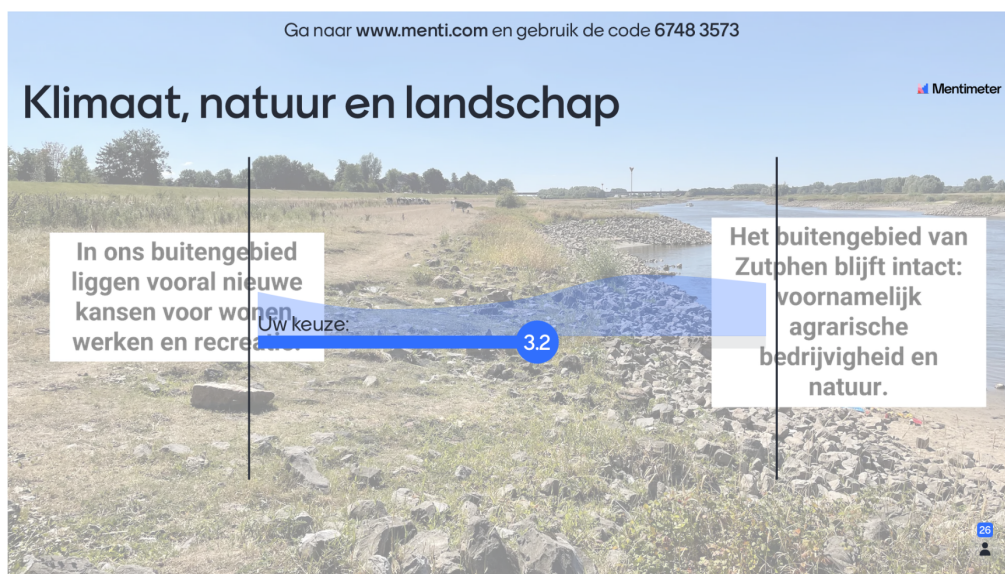 Ga naar www.menti.com en gebruik de code 6748 3573
Klimaat, natuur en landschap
Mentimeter
In ons buitengebied
liggen vooral nieuwe
kansen voor wonen,
werken en recreatie.
Uw keuze:
3.2
Het buitengebied van
Zutphen blijft intact:
voornamelijk
agrarische
bedrijvigheid en
natuur.
26